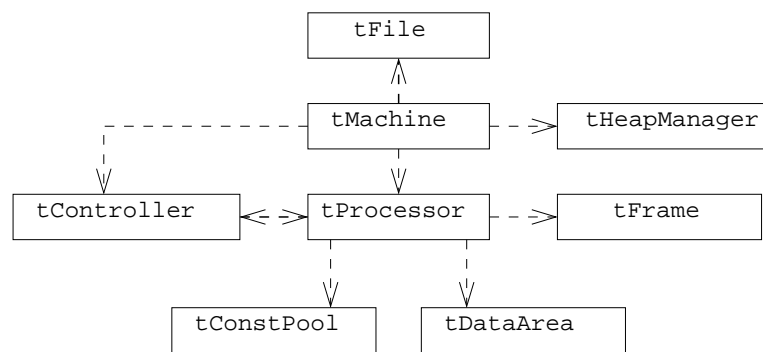 tFile
tMachine
tHeapManager
tController
tProcessor
tFrame
tConstPool
tDataArea